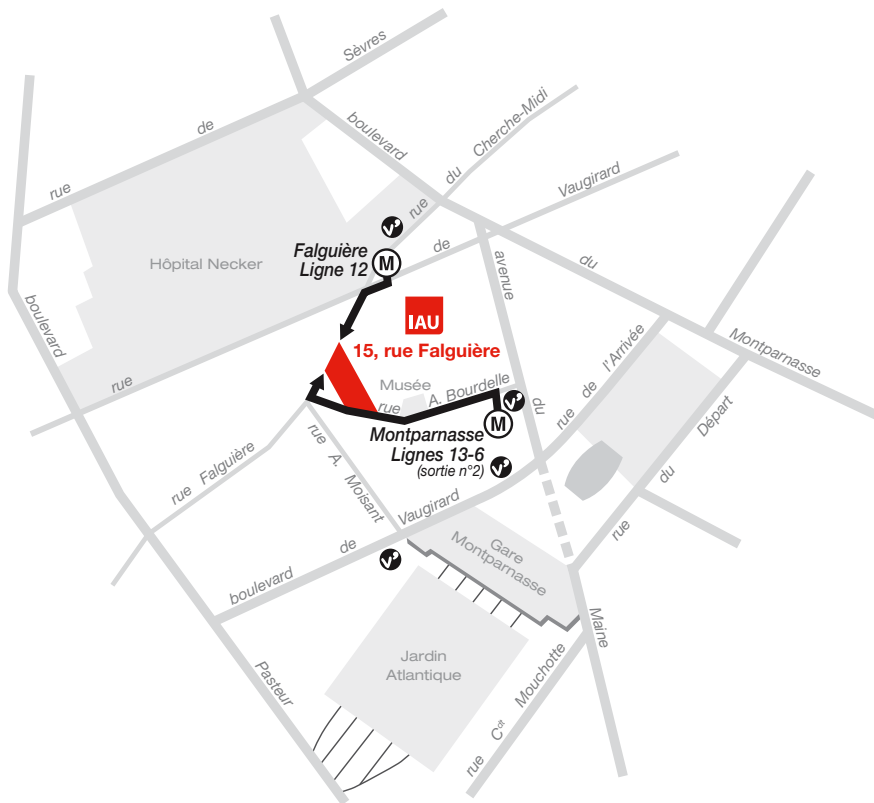 Sèvres
de
rue
boulevard
Cherche-Midi
du
rue
Vaugirard
de
rue
Hôpital Necker
Falguière
Ligne 12
M
avenue
du
du
Montparnasse
IAU
15, rue Falguière
Musée
rue A. Bourdelle
M
Montparnasse
Lignes 13-6
(sortie n°2)
rue de l'Arrivée
rue du Départ
boulevard
Pasteur
rue Falguière
rue A. Moisant
boulevard de Vaugirard
Gare
Montparnasse
Maine
Jardin
Atlantique
rue Cdt Mouchotte